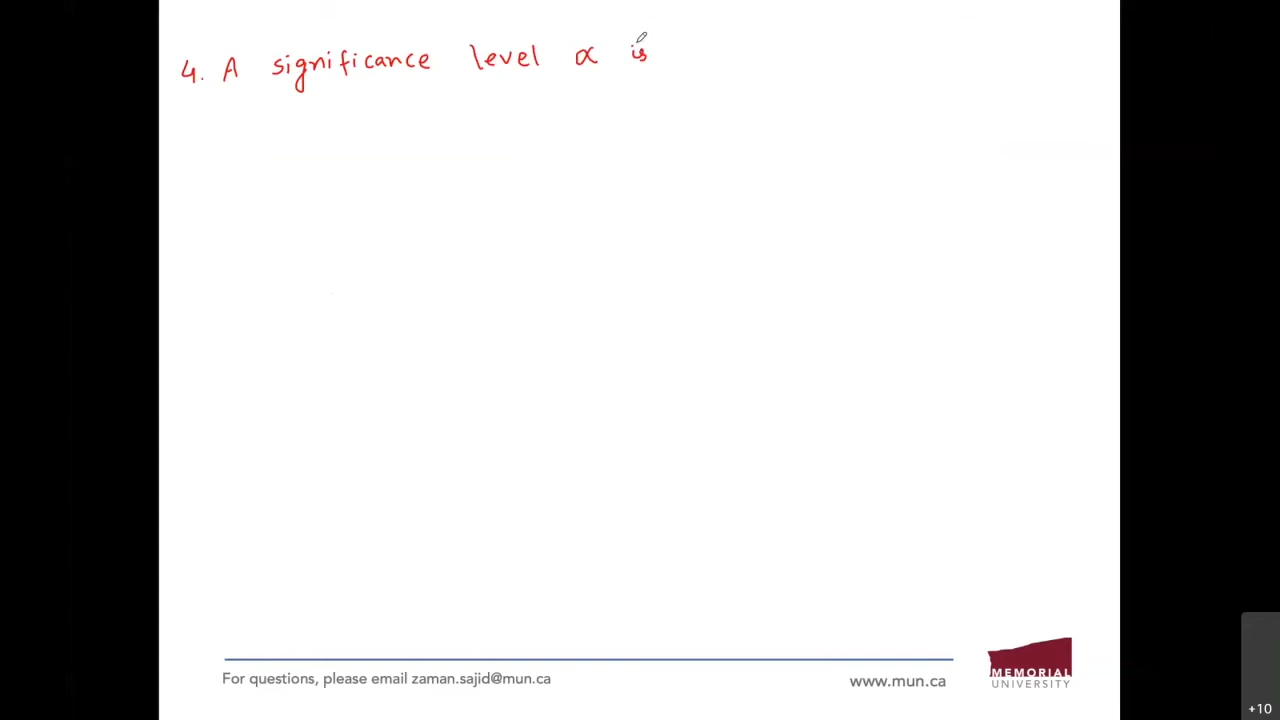 4. A significance level α is
For questions, please email zaman.sajid@mun.ca
www.mun.ca
MEMORIAL
UNIVERSITY
+10